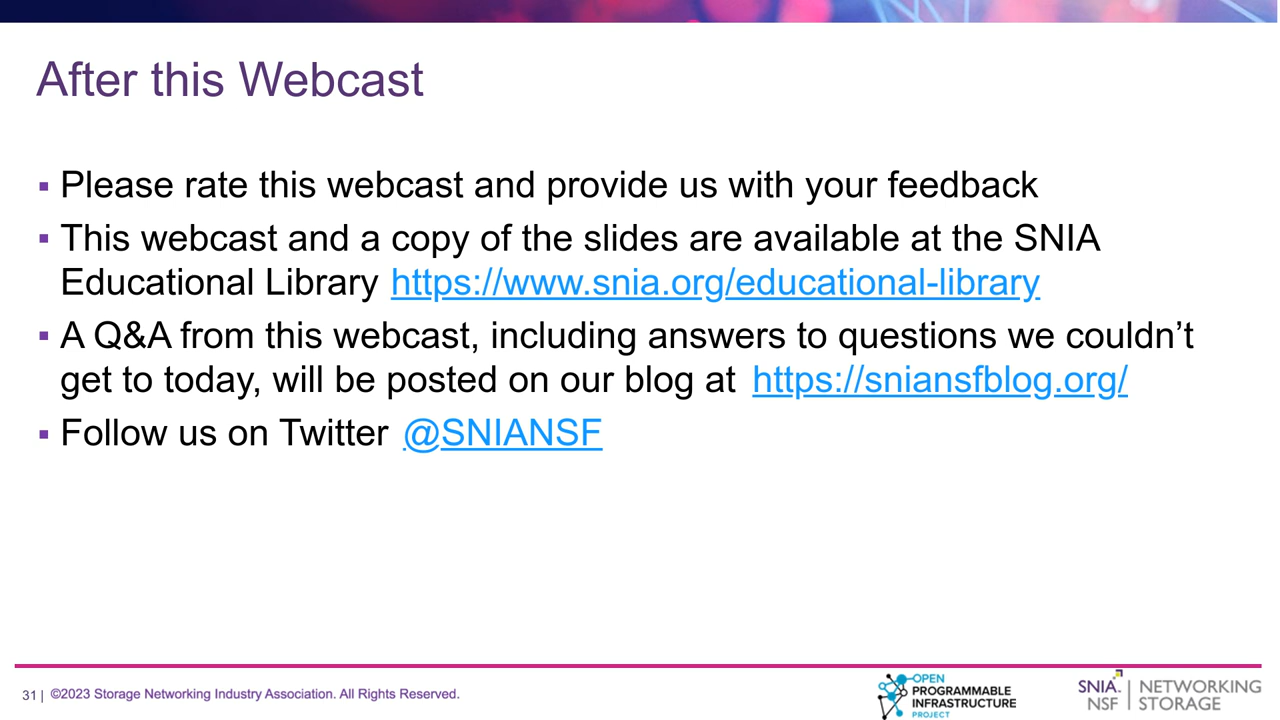 After this Webcast
▪ Please rate this webcast and provide us with your feedback
▪ This webcast and a copy of the slides are available at the SNIA
Educational Library https://www.snia.org/educational-library
▪ A Q&A from this webcast, including answers to questions we couldn’t
get to today, will be posted on our blog at https://sniansfblog.org/
▪ Follow us on Twitter @SNIANSF
31 | ©2023 Storage Networking Industry Association. All Rights Reserved.
OPEN
PROGRAMMABLE
INFRASTRUCTURE
PROJECT
SNIA. | NETWORKING
NSF | STORAGE